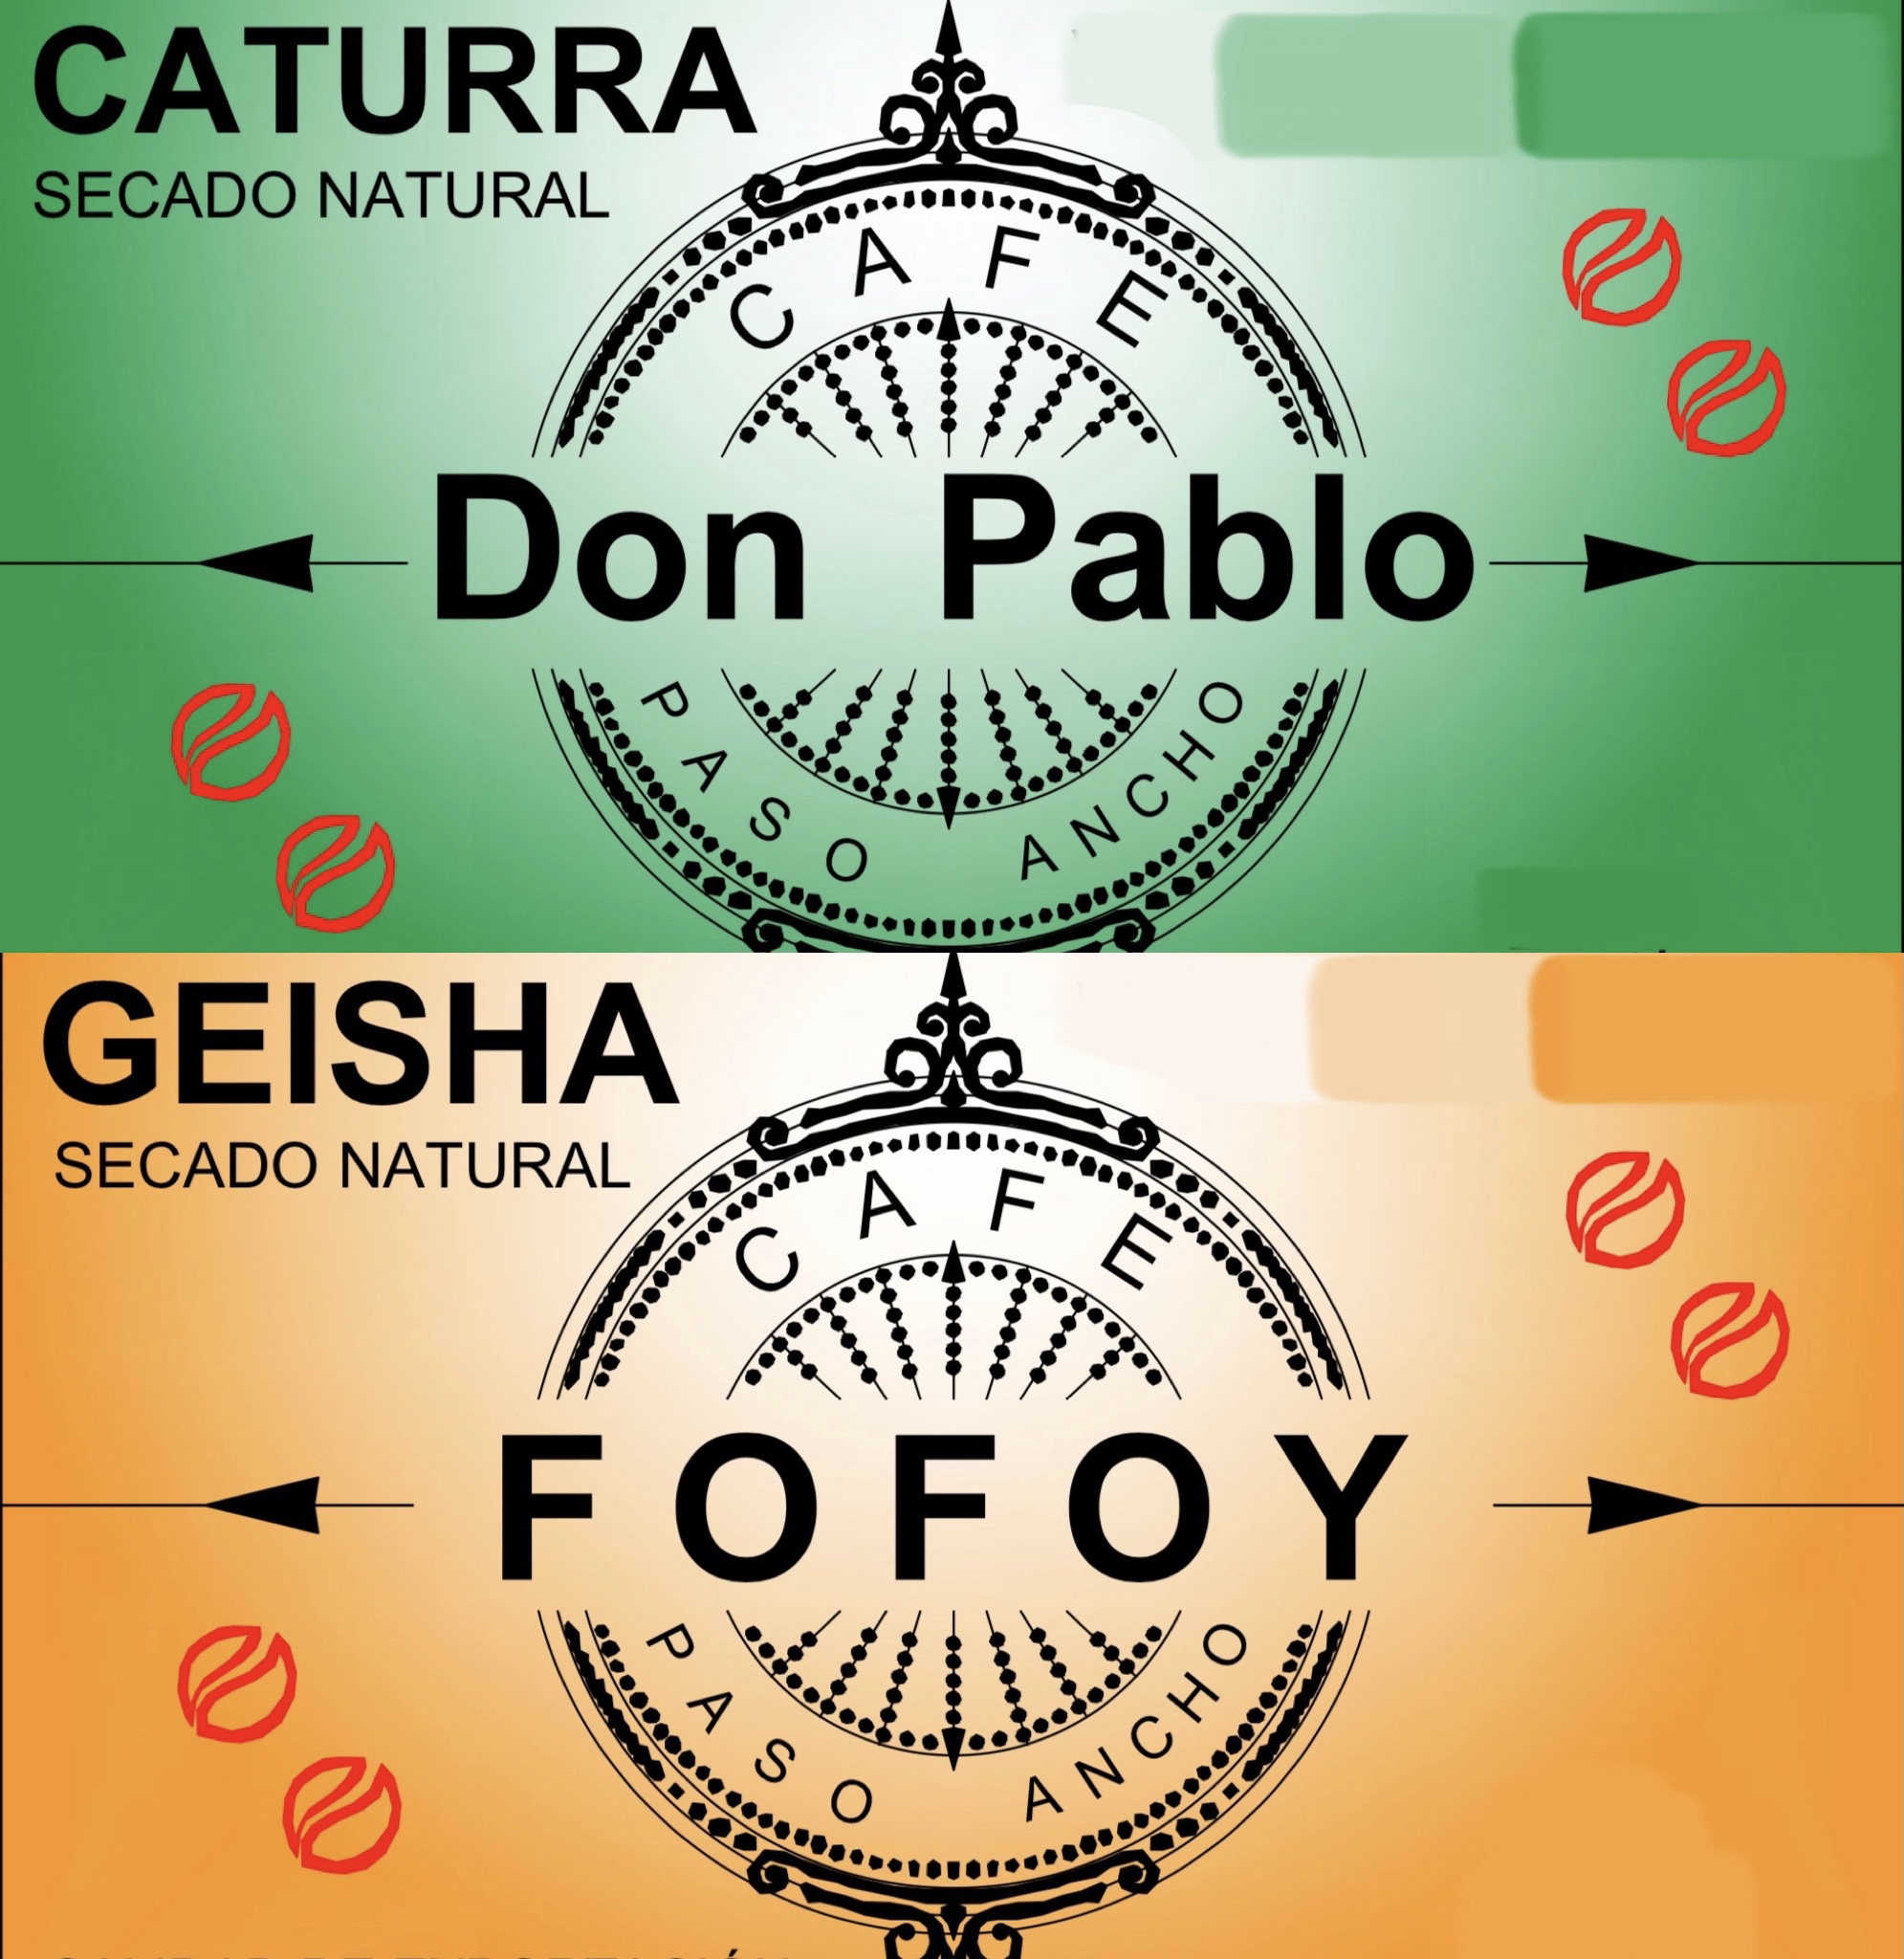 CATURRA
SECADO NATURAL
CAFE
Don Pablo
PASO ANCHO
GEISHA
SECADO NATURAL
CAFE
FOFOY
PASO ANCHO